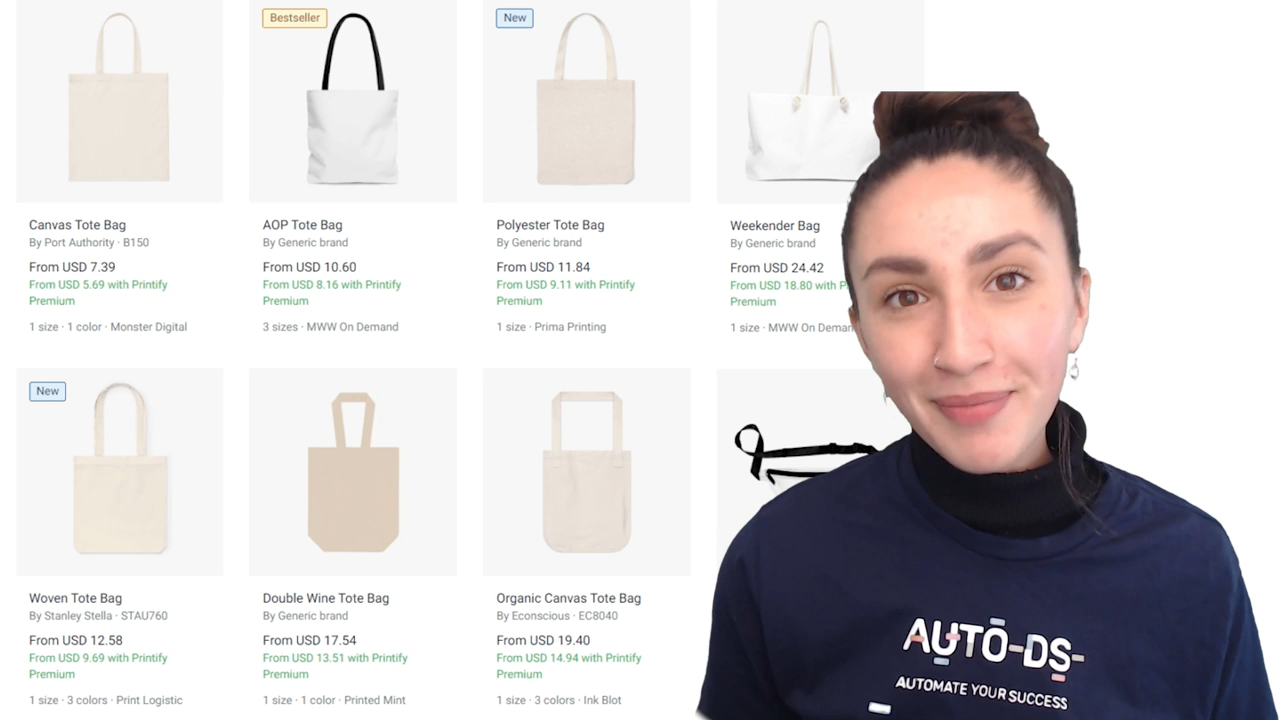 Bestseller
New
Canvas Tote Bag
By Port Authority · B150
From USD 7.39
From USD 5.69 with Printify
Premium
1 size · 1 color · Monster Digital
AOP Tote Bag
By Generic brand
From USD 10.60
From USD 8.16 with Printify
Premium
3 sizes · MWW On Demand
Polyester Tote Bag
By Generic brand
From USD 11.84
From USD 9.11 with Printify
Premium
1 size · Prima Printing
Weekender Bag
By Generic brand
From USD 24.42
From USD 18.80 with P
Premium
1 size · MWW On Deman
New
Woven Tote Bag
By Stanley Stella · STAU760
From USD 12.58
From USD 9.69 with Printify
Premium
1 size · 3 colors · Print Logistic
Double Wine Tote Bag
By Generic brand
From USD 17.54
From USD 13.51 with Printify
Premium
1 size · 1 color · Printed Mint
Organic Canvas Tote Bag
By Econscious · EC8040
From USD 19.40
From USD 14.94 with Printify
Premium
1 size · 3 colors · Ink Blot
AUTO-DS-
AUTOMATE YOUR SUCCESS